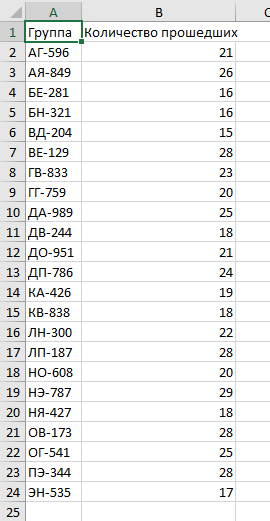 A B C
1 Группа Количество прошедших
2 АГ-596 21
3 АЯ-849 26
4 БЕ-281 16
5 БН-321 16
6 ВД-204 15
7 ВЕ-129 28
8 ГВ-833 23
9 ГГ-759 20
10 ДА-989 25
11 ДВ-244 18
12 ДО-951 21
13 ДП-786 24
14 КА-426 19
15 КВ-838 18
16 ЛН-300 22
17 ЛП-187 28
18 НО-608 20
19 НЭ-787 29
20 НЯ-427 18
21 ОВ-173 28
22 ОГ-541 25
23 ПЭ-344 28
24 ЭН-535 17
25